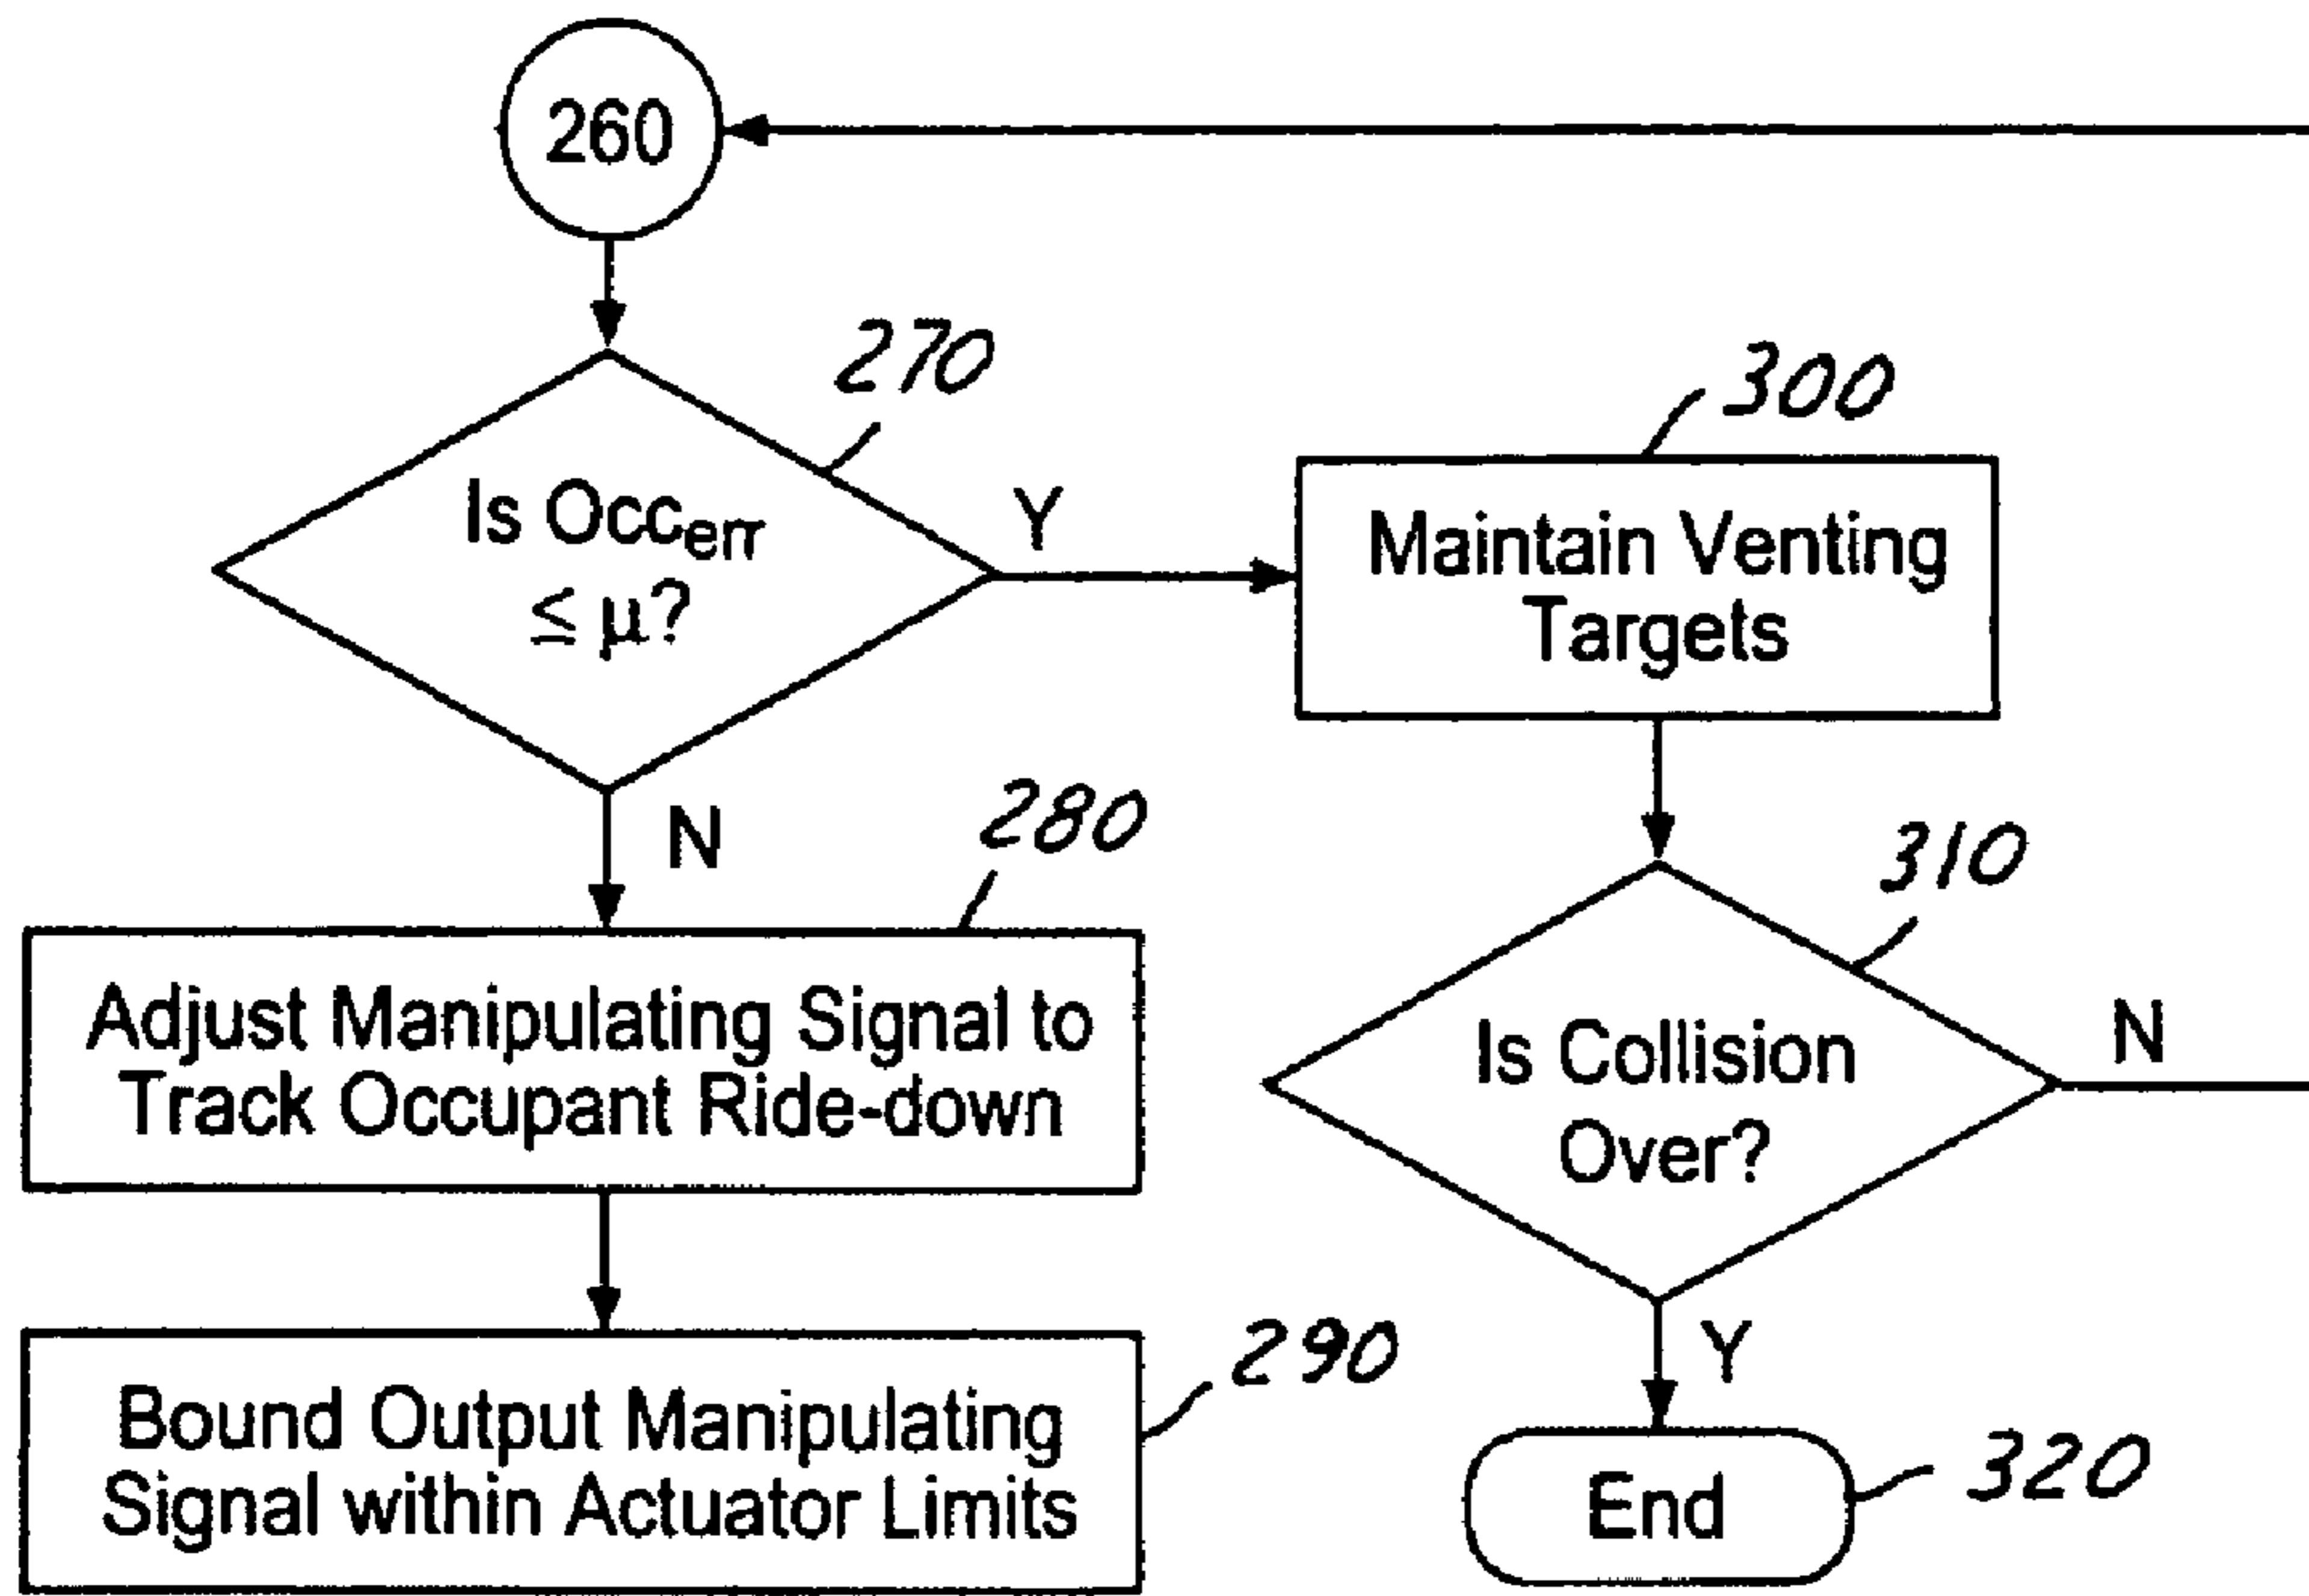 260
270
Is Occerr
≤ µ?
Y
300
Maintain Venting
Targets
N
280
310
Adjust Manipulating Signal to
Track Occupant Ride-down
Is Collision
Over?
N
290
Bound Output Manipulating
Signal within Actuator Limits
Y
End
320